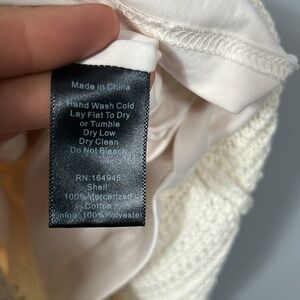 Made in China
Hand Wash Cold
Lay Flat To Dry
or Tumble
Dry Low
Dry Clean
Do Not Bleach
RN:164945
Shell:
100%Mercerized
Cotton
Lining:100%Polyester